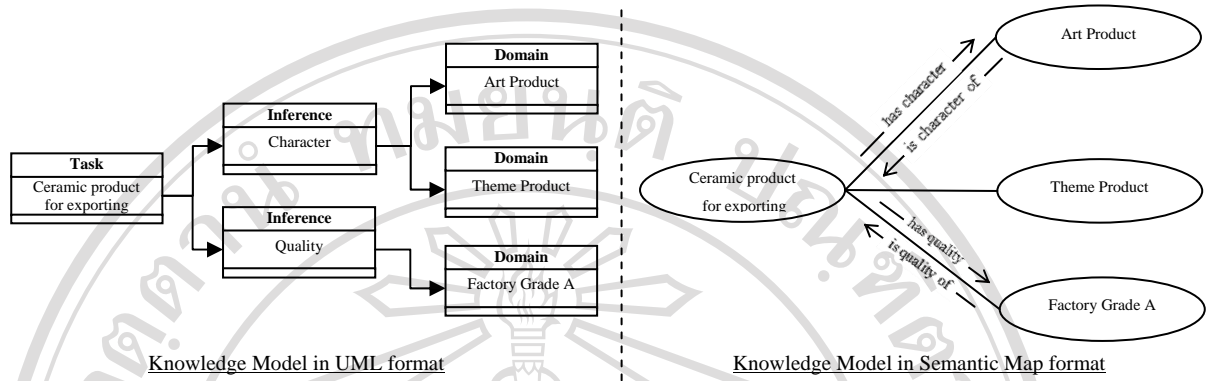 Task
Ceramic product
for exporting
Inference
Character
Inference
Quality
Domain
Art Product
Domain
Theme Product
Domain
Factory Grade A
Knowledge Model in UML format
Art Product
has character
is character of
Ceramic product
for exporting
Theme Product
has quality
is quality of
Factory Grade A
Knowledge Model in Semantic Map format